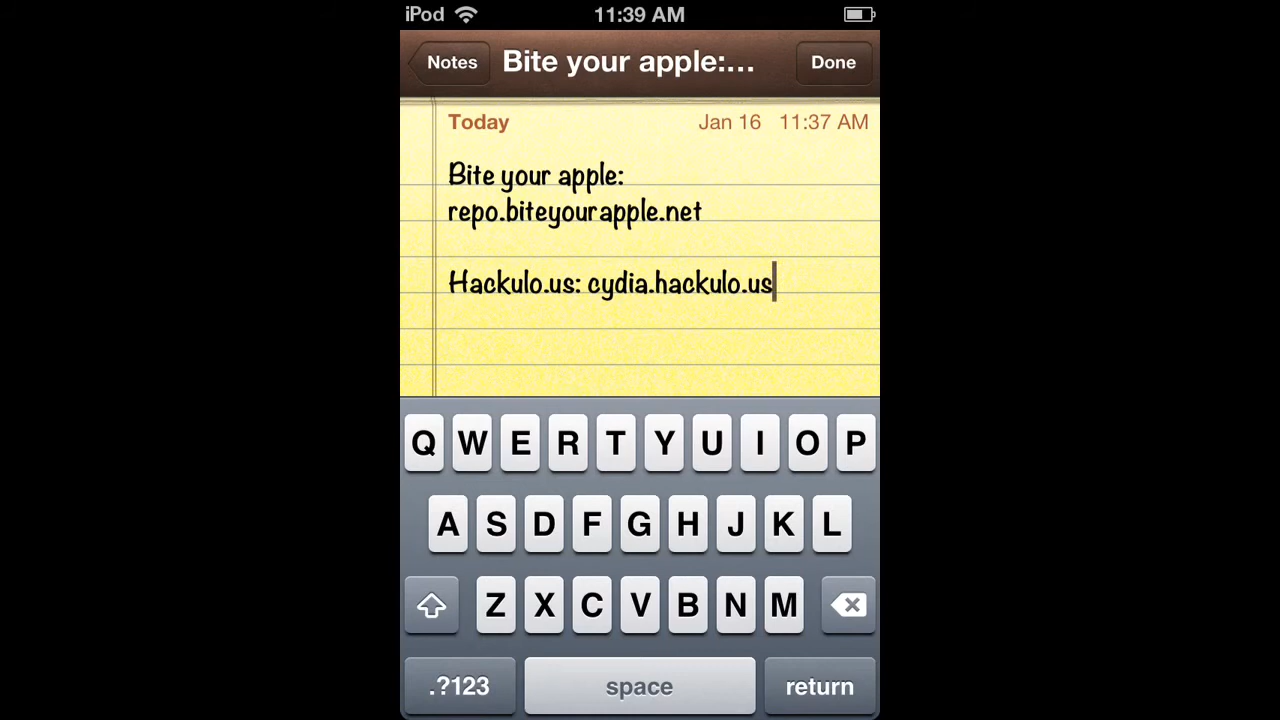 iPod 11:39 AM
Notes Bite your apple:... Done
Today Jan 16 11:37 AM
Bite your apple:
repo.biteyourapple.net
Hackulo.us: cydia.hackulo.us
Q W E R T Y U I O P
A S D F G H J K L
Z X C V B N M
.?123 space return